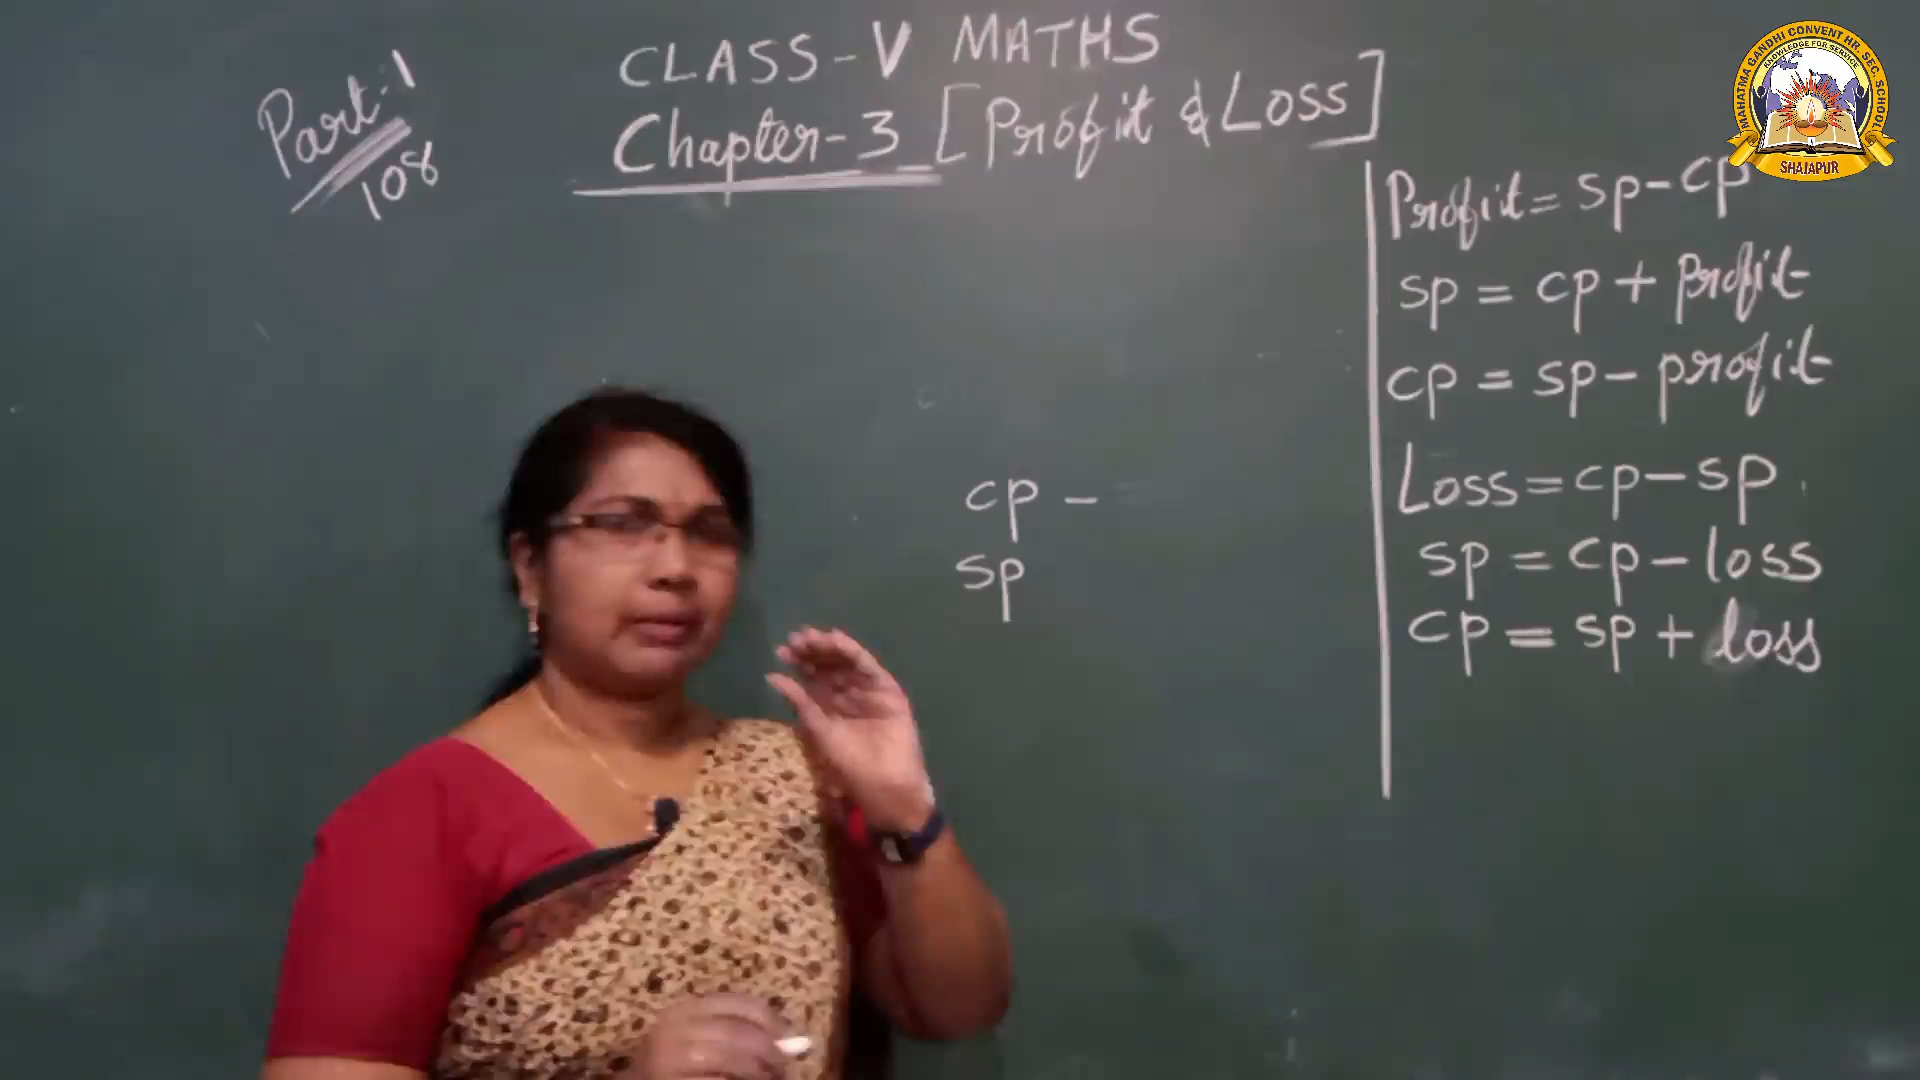 CLASS-V MATHS
Chapter-3 [Profit & Loss]
Part-1
108
Profit = SP - CP
SP = CP + Profit
CP = SP - profit
Loss = CP - SP
SP = CP - loss
CP = SP + loss
CP -
SP
MAHATMA GANDHI CONVENT HR. SEC. SCHOOL
KNOWLEDGE FOR SERVICE
SHAJAPUR